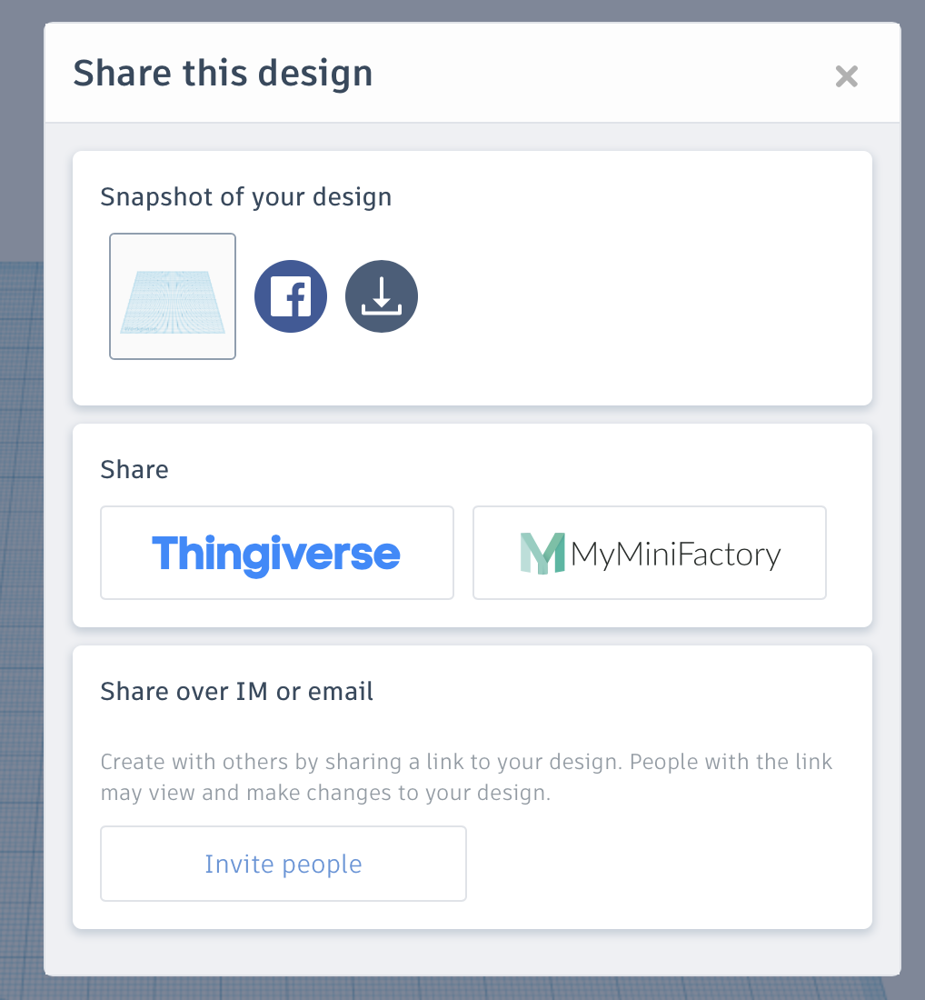 Share this design
Snapshot of your design
Share
Thingiverse
MyMiniFactory
Share over IM or email
Create with others by sharing a link to your design. People with the link
may view and make changes to your design.
Invite people